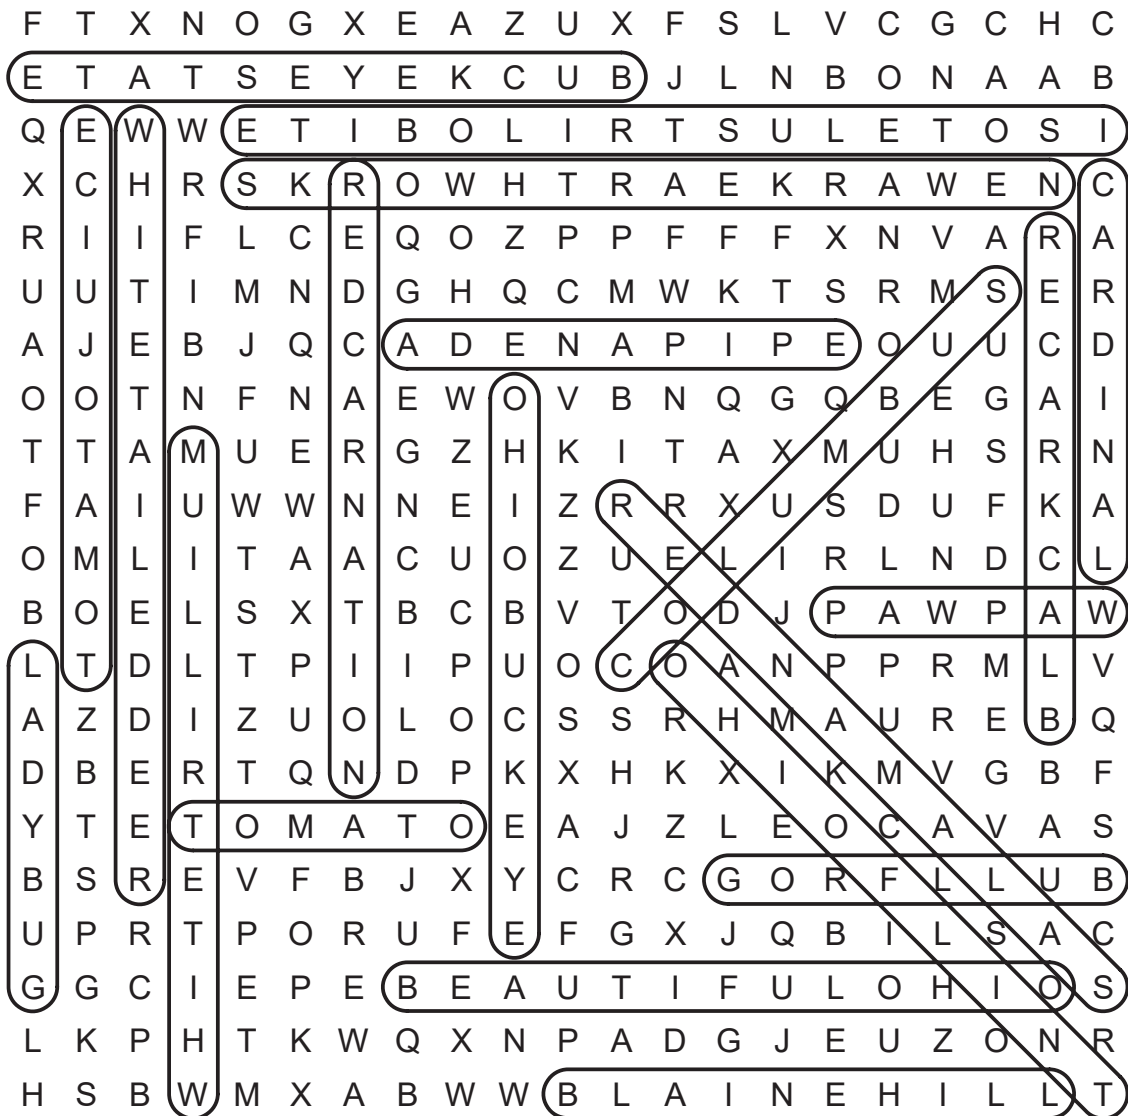 F T X N O G X E A Z U X F S L V C G C H C
E T A T S E Y E K C U B J L N B O N A A B
Q E W W E T I B O L I R T S U L E T O S I
X C H R S K R O W H T R A E K R A W E N C
R I I F L C E Q O Z P P F F F X N V A R A
U U T I M N D G H Q C M W K T S R M S E R
A J E B J Q C A D E N A P I P E O U U C D
O O T N F N A E W O V B N Q G Q B E G A I
T T A M U E R G Z H K I T A X M U H S R N
F A I U W W N N E I Z R R X U S D U F K A
O M L I T A A C U O Z U E L I R L N D C L
B O E L S X T B C B V T O D J P A W P A W
L T D L T P I I P U O C O A N P P R M L V
A Z D I Z U O L O C S S R H M A U R E B Q
D B E R T Q N D P K X H K X I K M V G B F
Y T E T O M A T O E A J Z L E O C A V A S
B S R E V F B J X Y C R C G O R F L L U B
U P R T P O R U F E F G X J Q B I L S A C
G G C I E P E B E A U T I F U L O H I O S
L K P H T K W Q X N P A D G J E U Z O N R
H S B W M X A B W W B L A I N E H I L L T